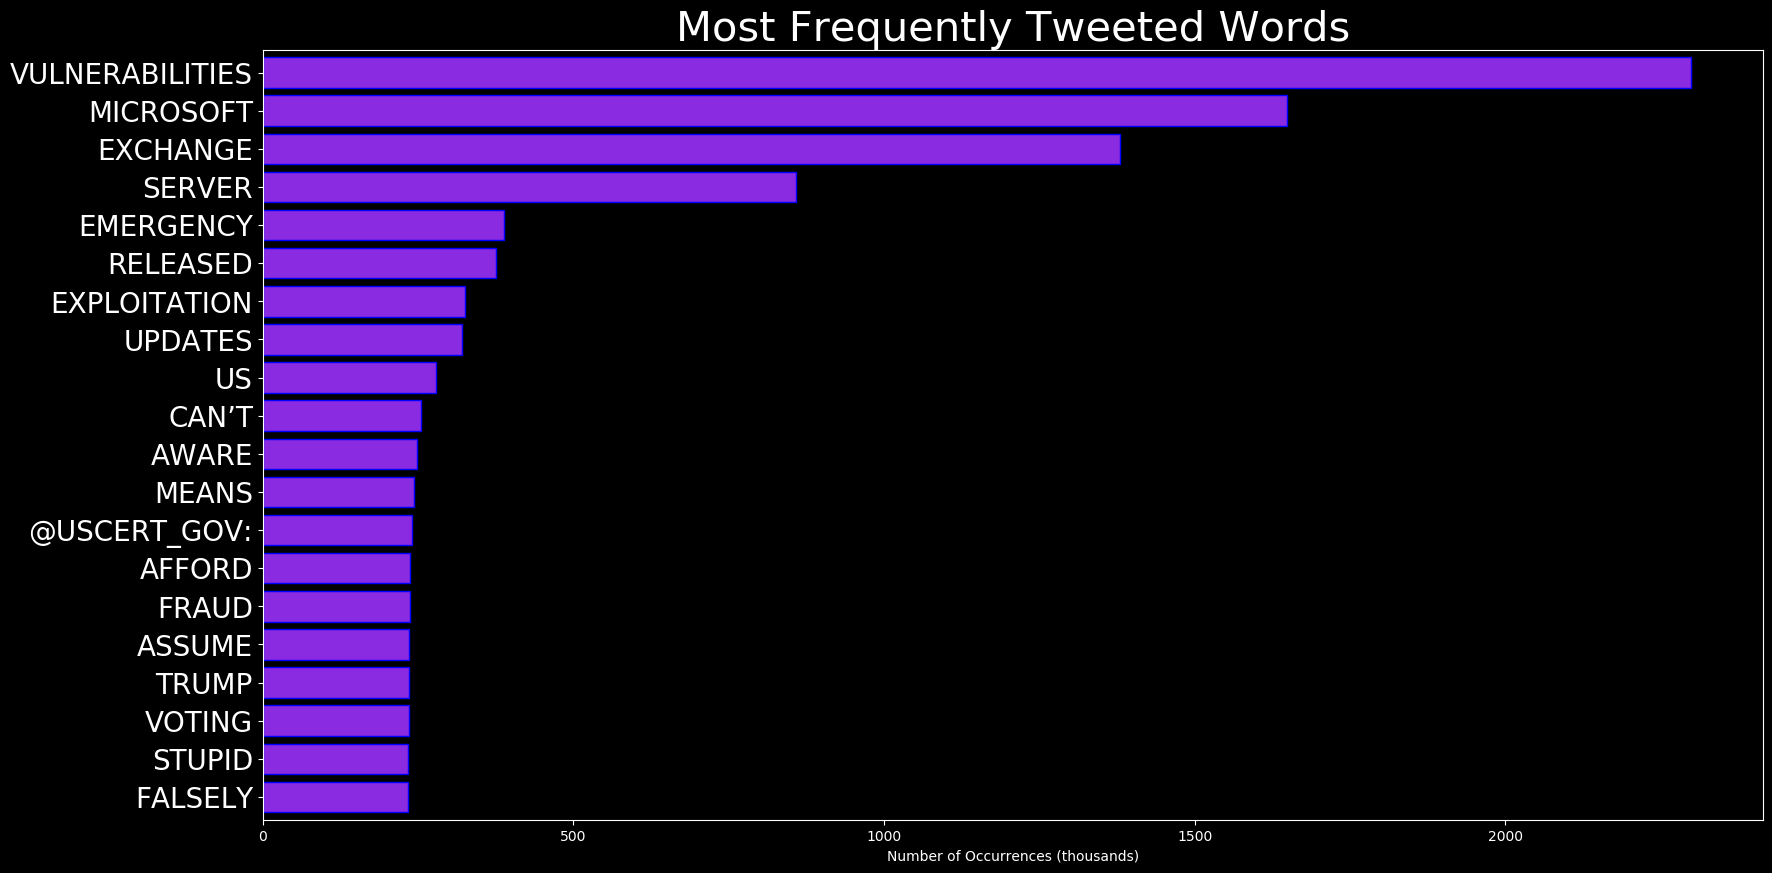 Most Frequently Tweeted Words
VULNERABILITIES
MICROSOFT
EXCHANGE
SERVER
EMERGENCY
RELEASED
EXPLOITATION
UPDATES
US
CAN’T
AWARE
MEANS
@USCERT_GOV:
AFFORD
FRAUD
ASSUME
TRUMP
VOTING
STUPID
FALSELY
0 500 1000 1500 2000
Number of Occurrences (thousands)